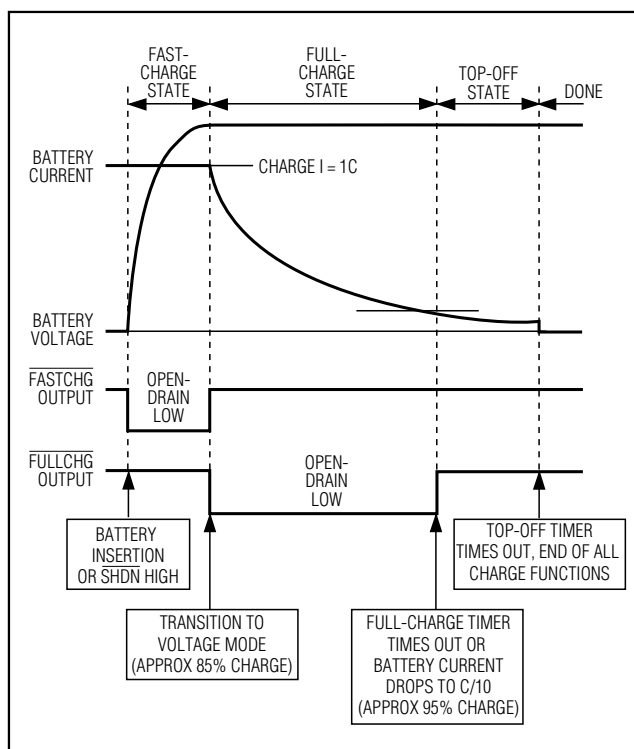 FAST-
CHARGE
STATE
FULL-
CHARGE
STATE
TOP-OFF
STATE
DONE
BATTERY
CURRENT
CHARGE I = 1C
BATTERY
VOLTAGE
FASTCHG
OUTPUT
OPEN-
DRAIN
LOW
FULLCHG
OUTPUT
OPEN-
DRAIN
LOW
BATTERY
INSERTION
OR SHDN HIGH
TOP-OFF TIMER
TIMES OUT, END OF ALL
CHARGE FUNCTIONS
TRANSITION TO
VOLTAGE MODE
(APPROX 85% CHARGE)
FULL-CHARGE TIMER
TIMES OUT OR
BATTERY CURRENT
DROPS TO C/10
(APPROX 95% CHARGE)